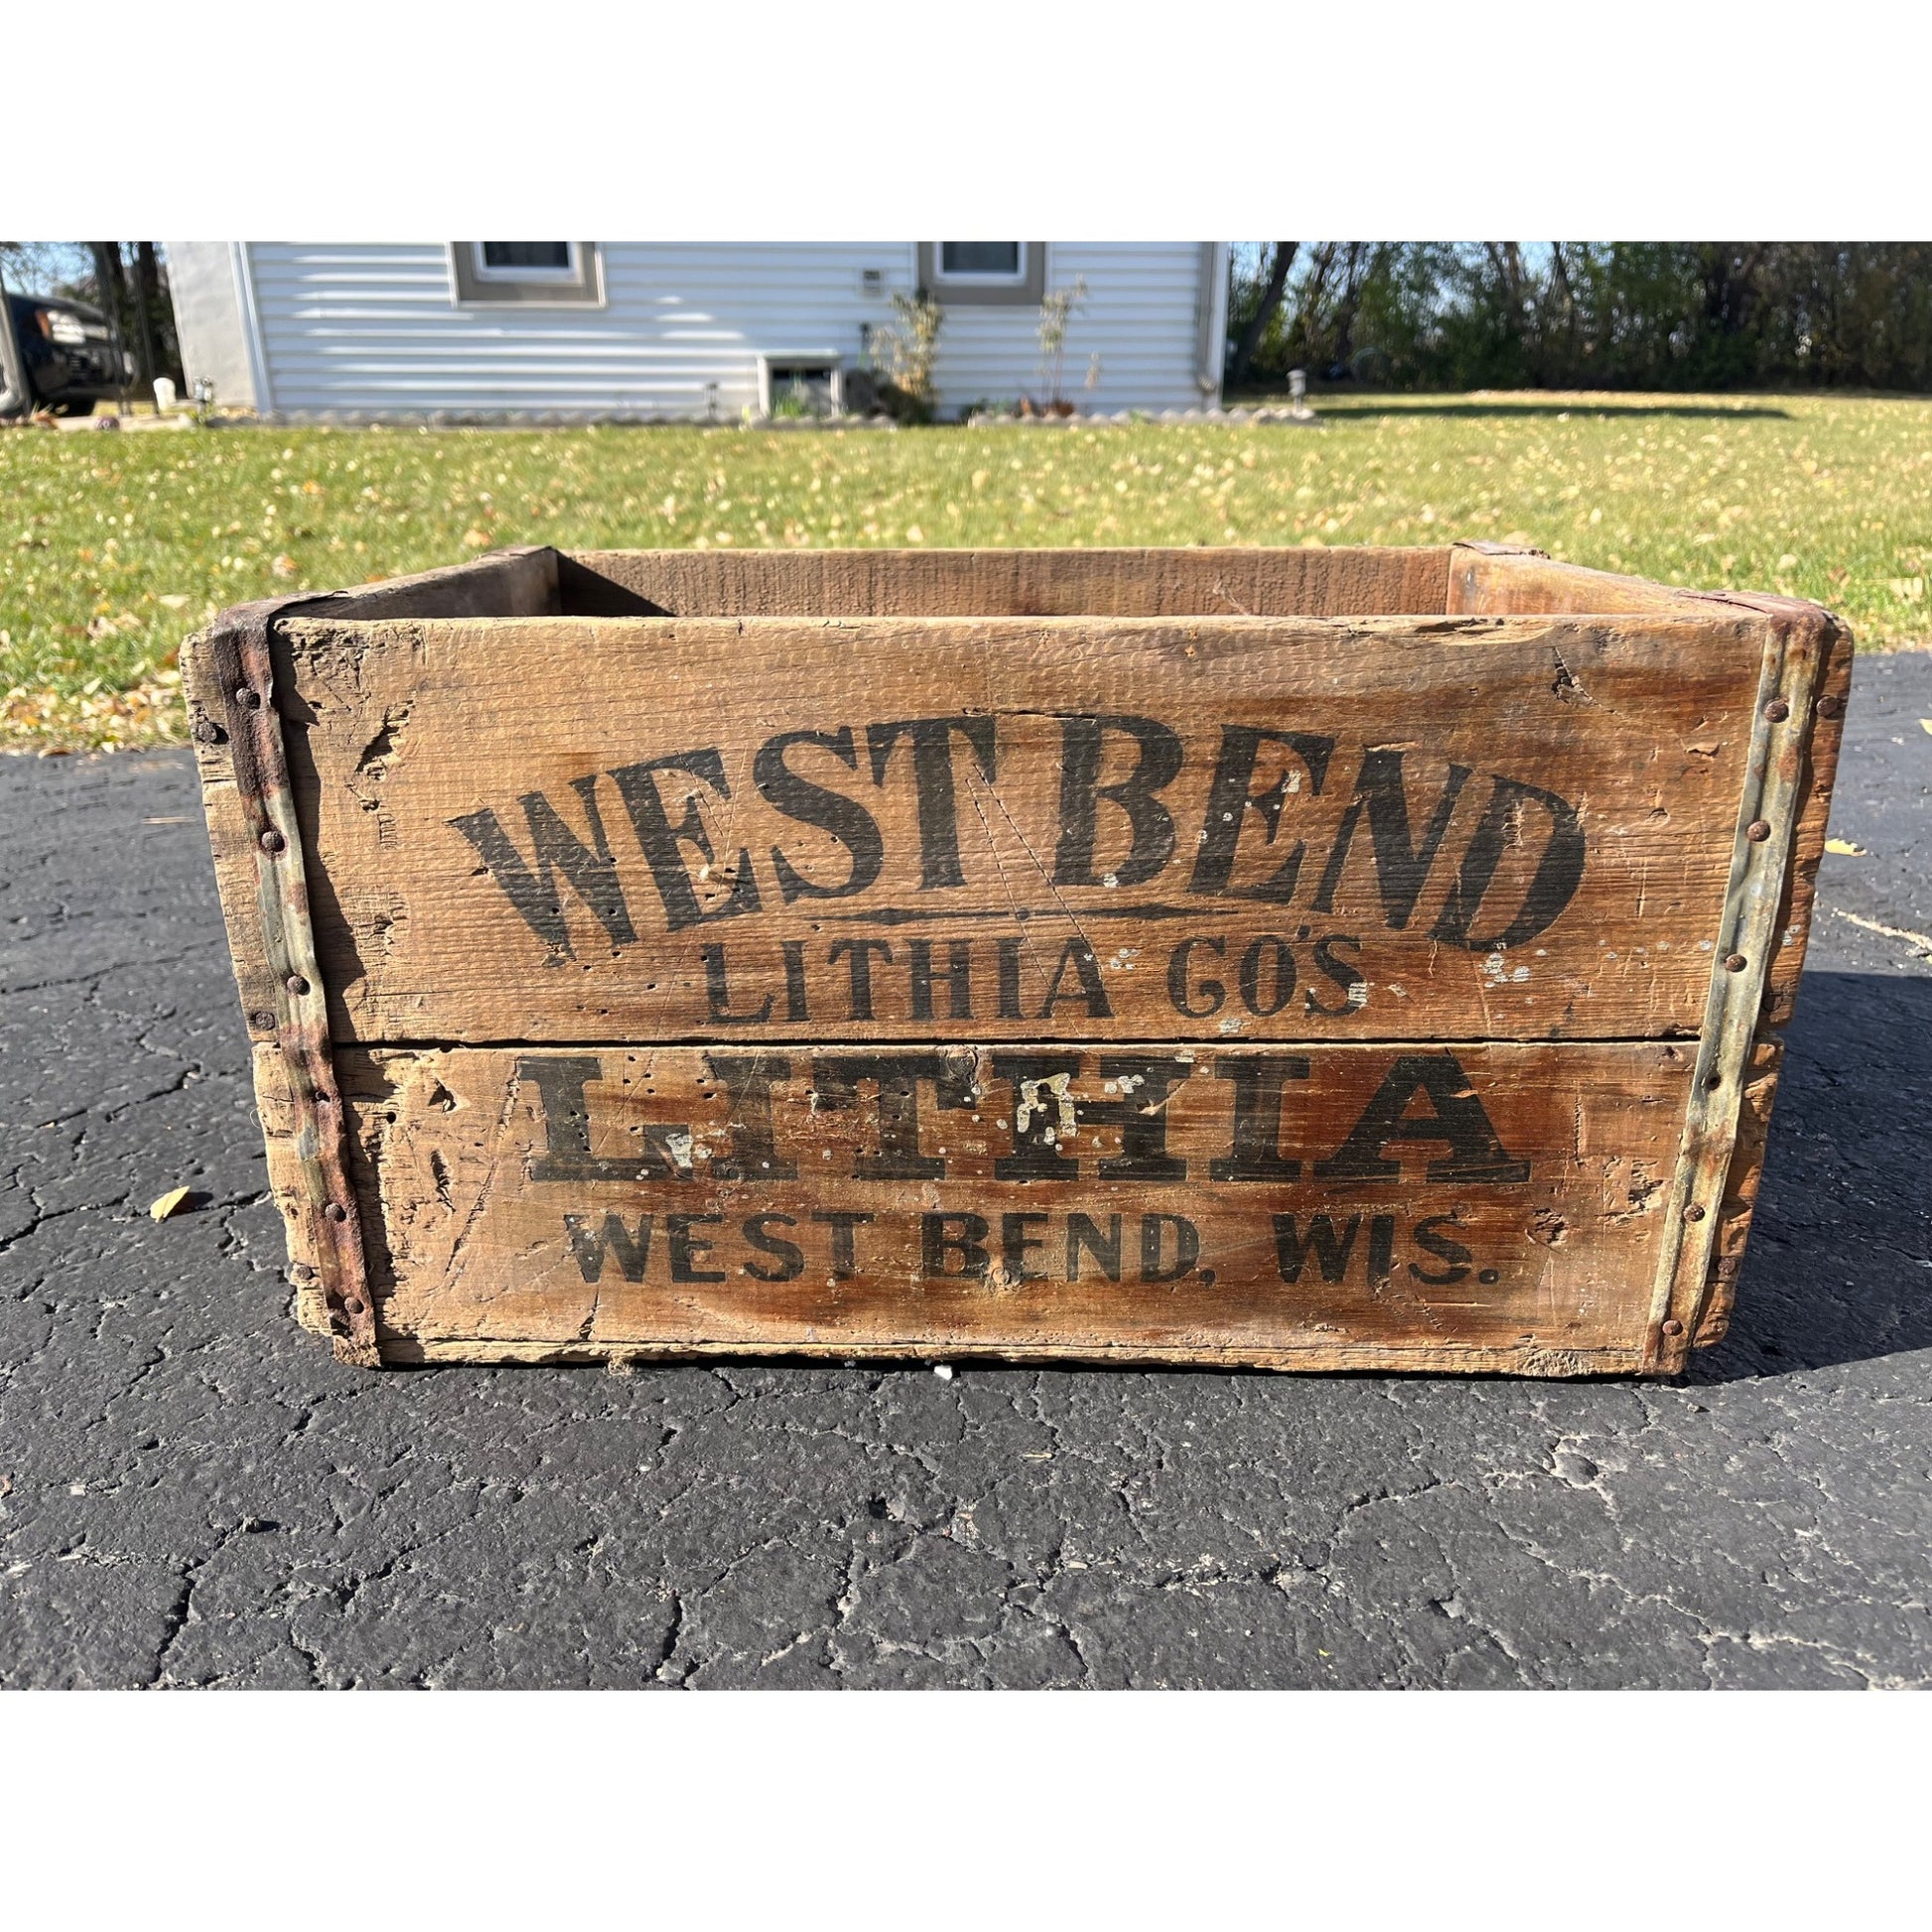 WEST BEND
LITHIA CO'S
LITHIA
WEST BEND, WIS.